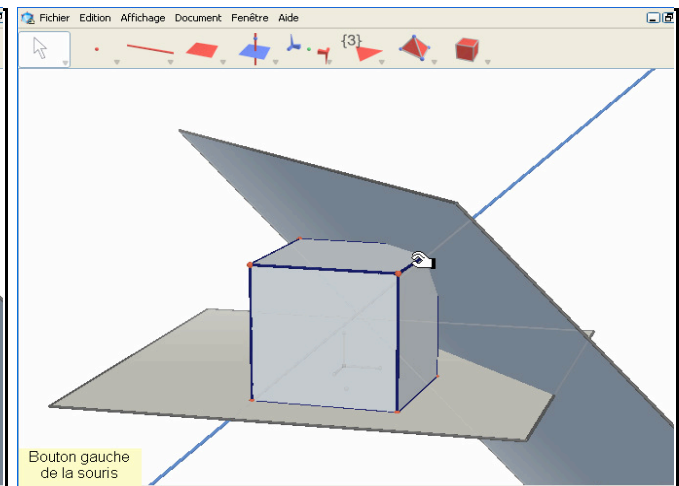 Fichier Edition Affichage Document Fenêtre Aide
{3}
Bouton gauche
de la souris